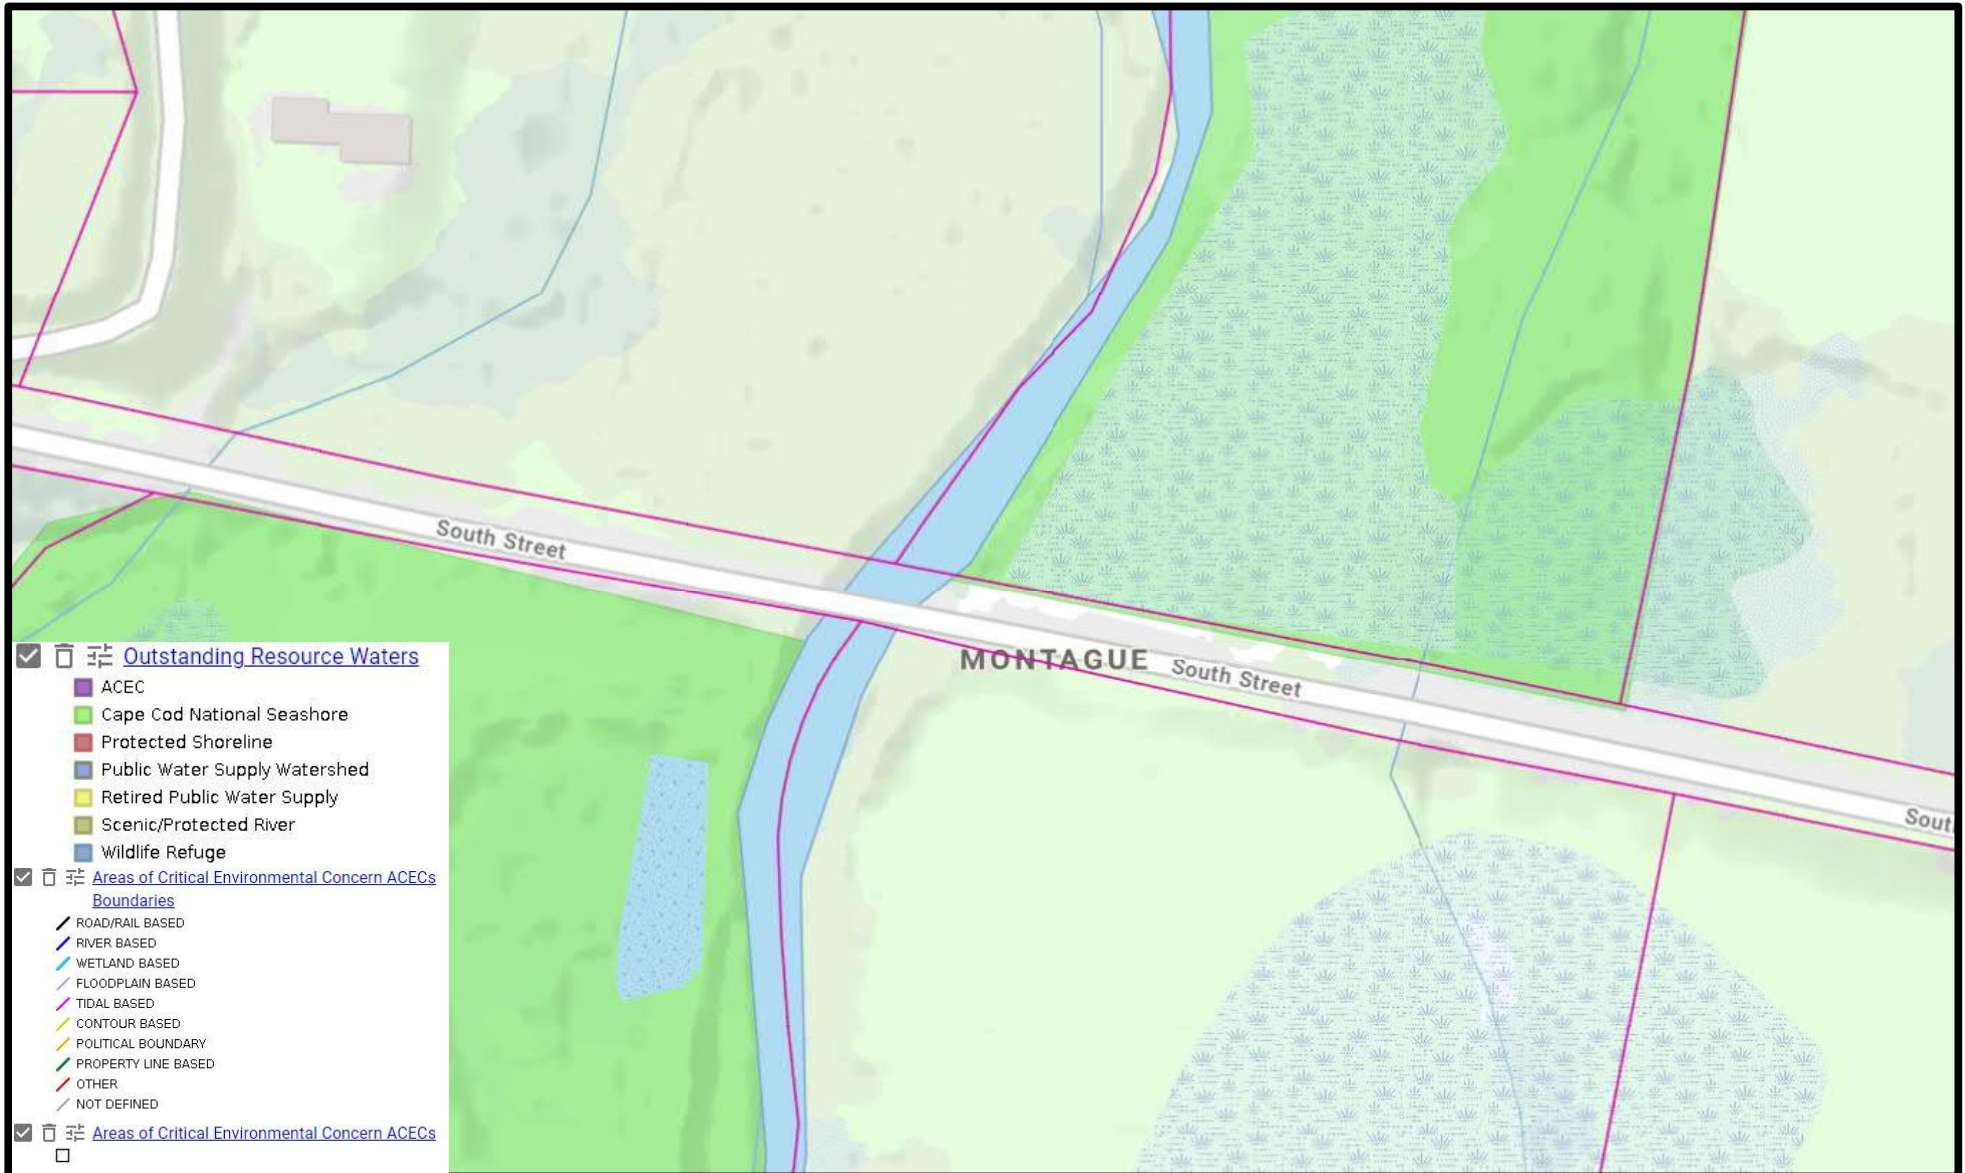 South Street
MONTAGUE
South Street
Outstanding Resource Waters
ACEC
Cape Cod National Seashore
Protected Shoreline
Public Water Supply Watershed
Retired Public Water Supply
Scenic/Protected River
Wildlife Refuge
Areas of Critical Environmental Concern ACECs
Boundaries
ROAD/RAIL BASED
RIVER BASED
WETLAND BASED
FLOODPLAIN BASED
TIDAL BASED
CONTOUR BASED
POLITICAL BOUNDARY
PROPERTY LINE BASED
OTHER
NOT DEFINED
Areas of Critical Environmental Concern ACECs